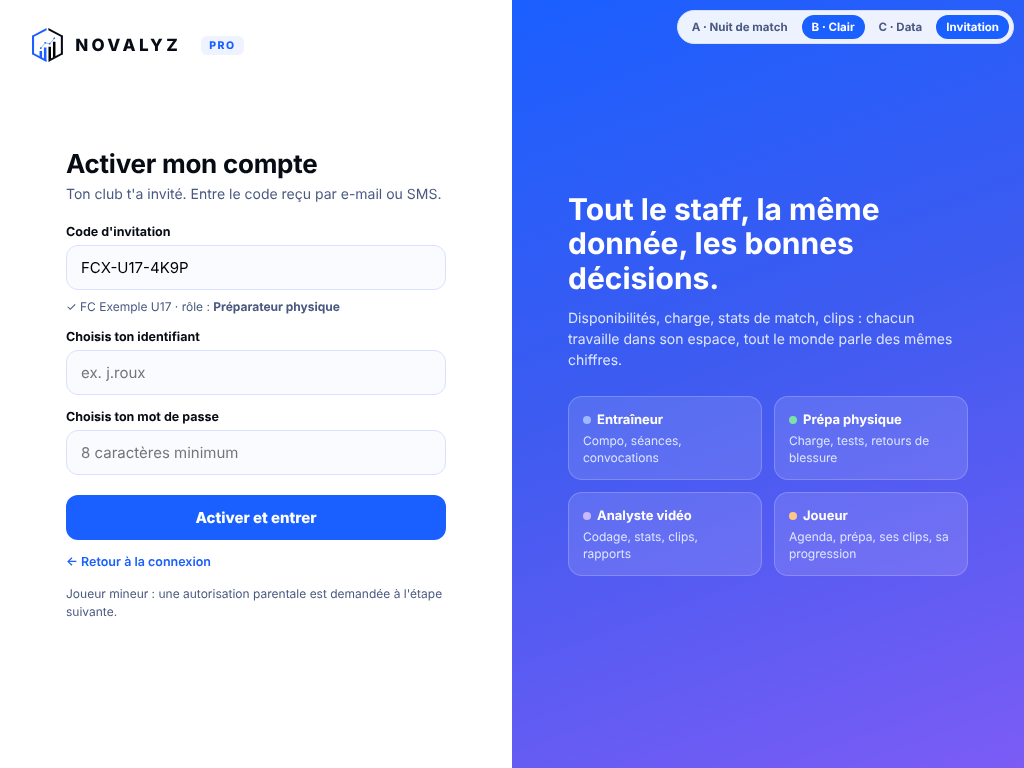 NOVALYZ PRO
A · Nuit de match B · Clair C · Data Invitation
Activer mon compte
Ton club t'a invité. Entre le code reçu par e-mail ou SMS.
Code d'invitation
FCX-U17-4K9P
✓ FC Exemple U17 · rôle : Préparateur physique
Choisis ton identifiant
ex. j.roux
Choisis ton mot de passe
8 caractères minimum
Activer et entrer
← Retour à la connexion
Joueur mineur : une autorisation parentale est demandée à l'étape
suivante.
Tout le staff, la même
donnée, les bonnes
décisions.
Disponibilités, charge, stats de match, clips : chacun
travaille dans son espace, tout le monde parle des mêmes
chiffres.
Entraîneur
Compo, séances,
convocations
Prépa physique
Charge, tests, retours de
blessure
Analyste vidéo
Codage, stats, clips,
rapports
Joueur
Agenda, prépa, ses clips, sa
progression